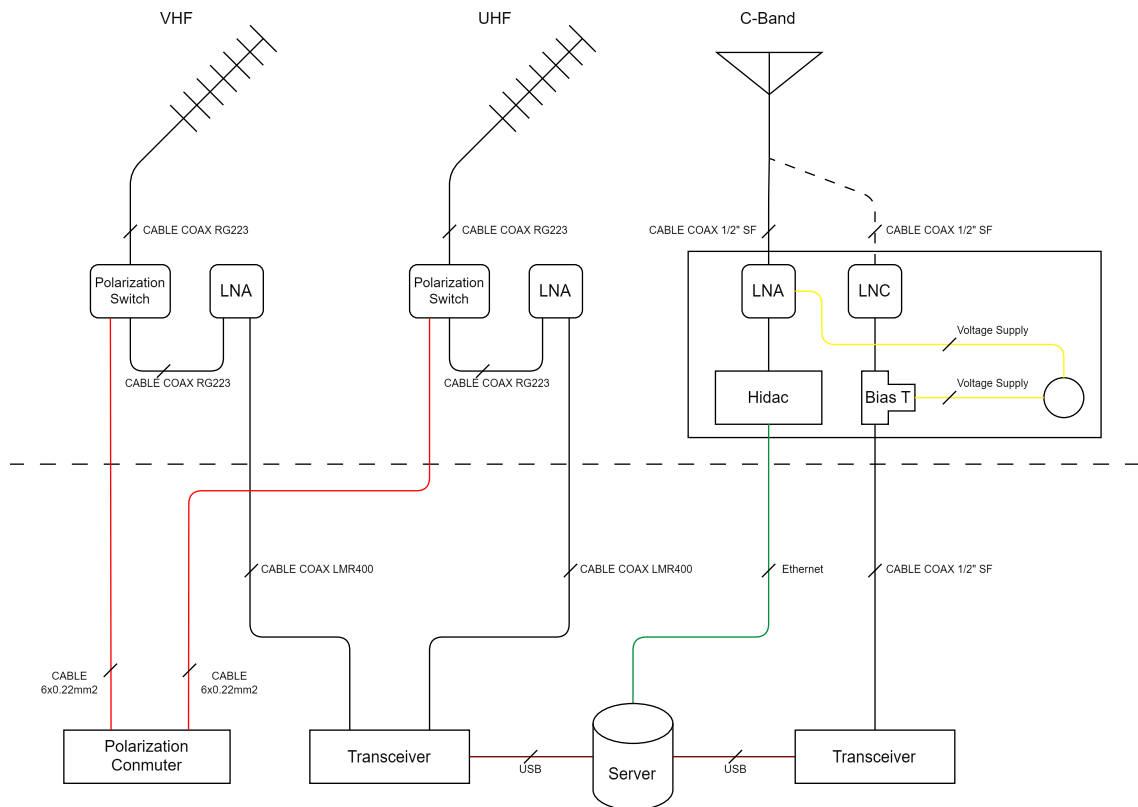 VHF
UHF
C-Band
CABLE COAX RG223
CABLE COAX RG223
CABLE COAX 1/2" SF
CABLE COAX 1/2" SF
Polarization
Switch
LNA
Polarization
Switch
LNA
LNA
LNC
Voltage Supply
CABLE COAX RG223
CABLE COAX RG223
Voltage Supply
Hidac
Bias T
CABLE COAX LMR400
CABLE COAX LMR400
Ethernet
CABLE COAX 1/2" SF
CABLE
6x0.22mm2
CABLE
6x0.22mm2
Polarization
Conmuter
Transceiver
USB
Server
USB
Transceiver